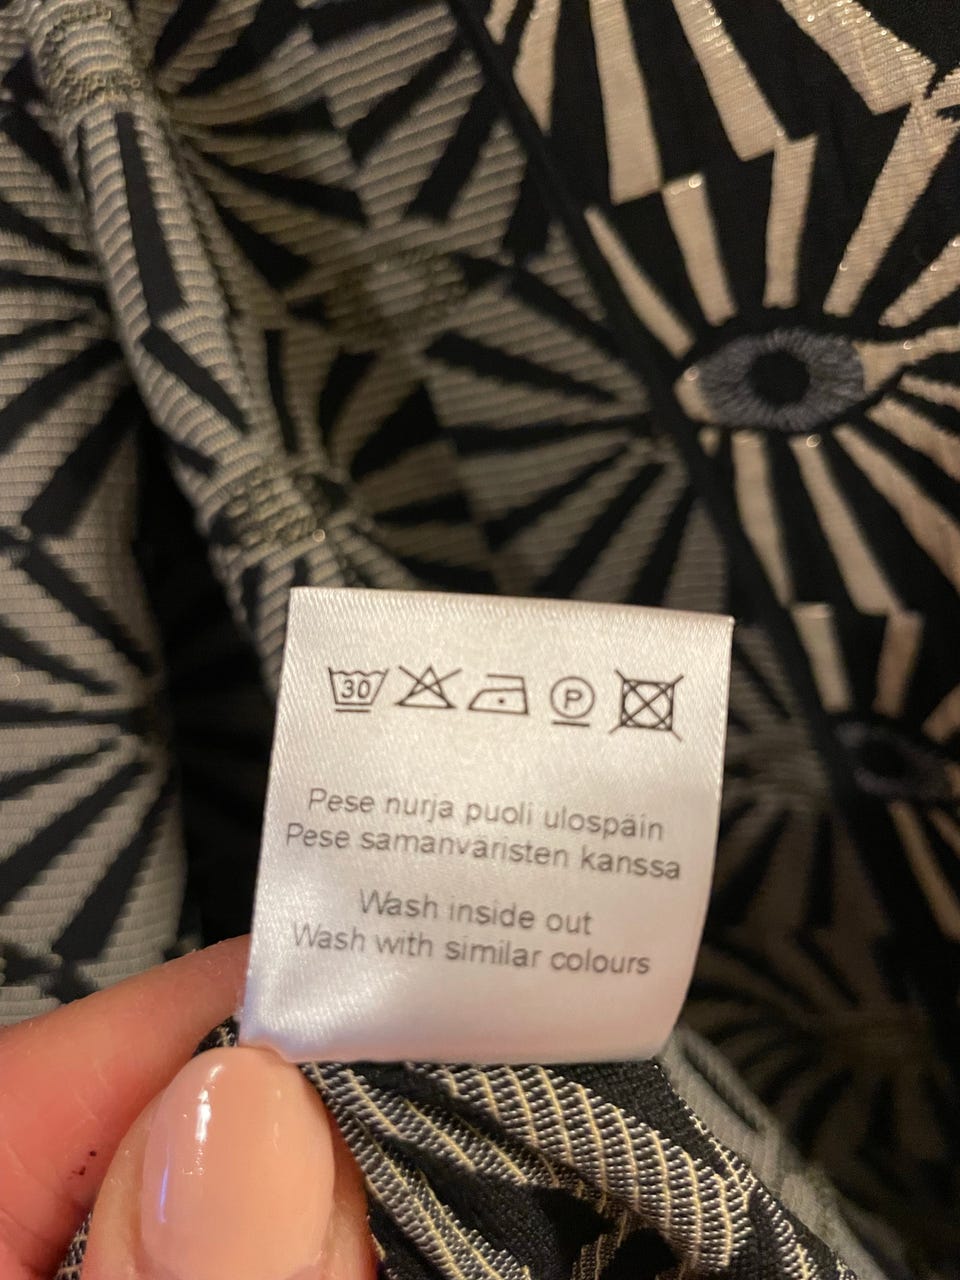 30 P
Pese nurja puoli ulospäin
Pese samanväristen kanssa
Wash inside out
Wash with similar colours